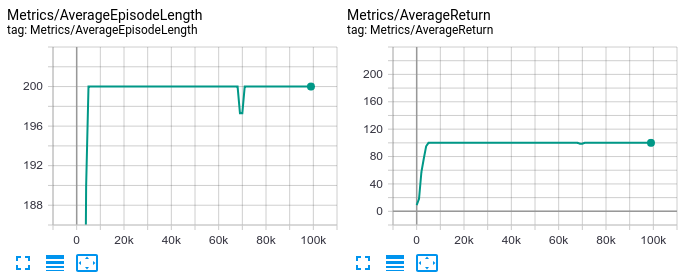 Metrics/AverageEpisodeLength
tag: Metrics/AverageEpisodeLength
200
196
192
188
0 20k 40k 60k 80k 100k
Metrics/AverageReturn
tag: Metrics/AverageReturn
200
160
120
80
40
0
0 20k 40k 60k 80k 100k